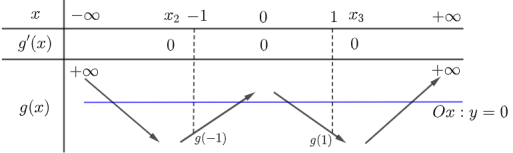 x −∞ x₂ −1 0 1 x₃ +∞
g′(x) 0 0 0
+∞ +∞
g(x) Ox : y = 0
g(−1) g(1)